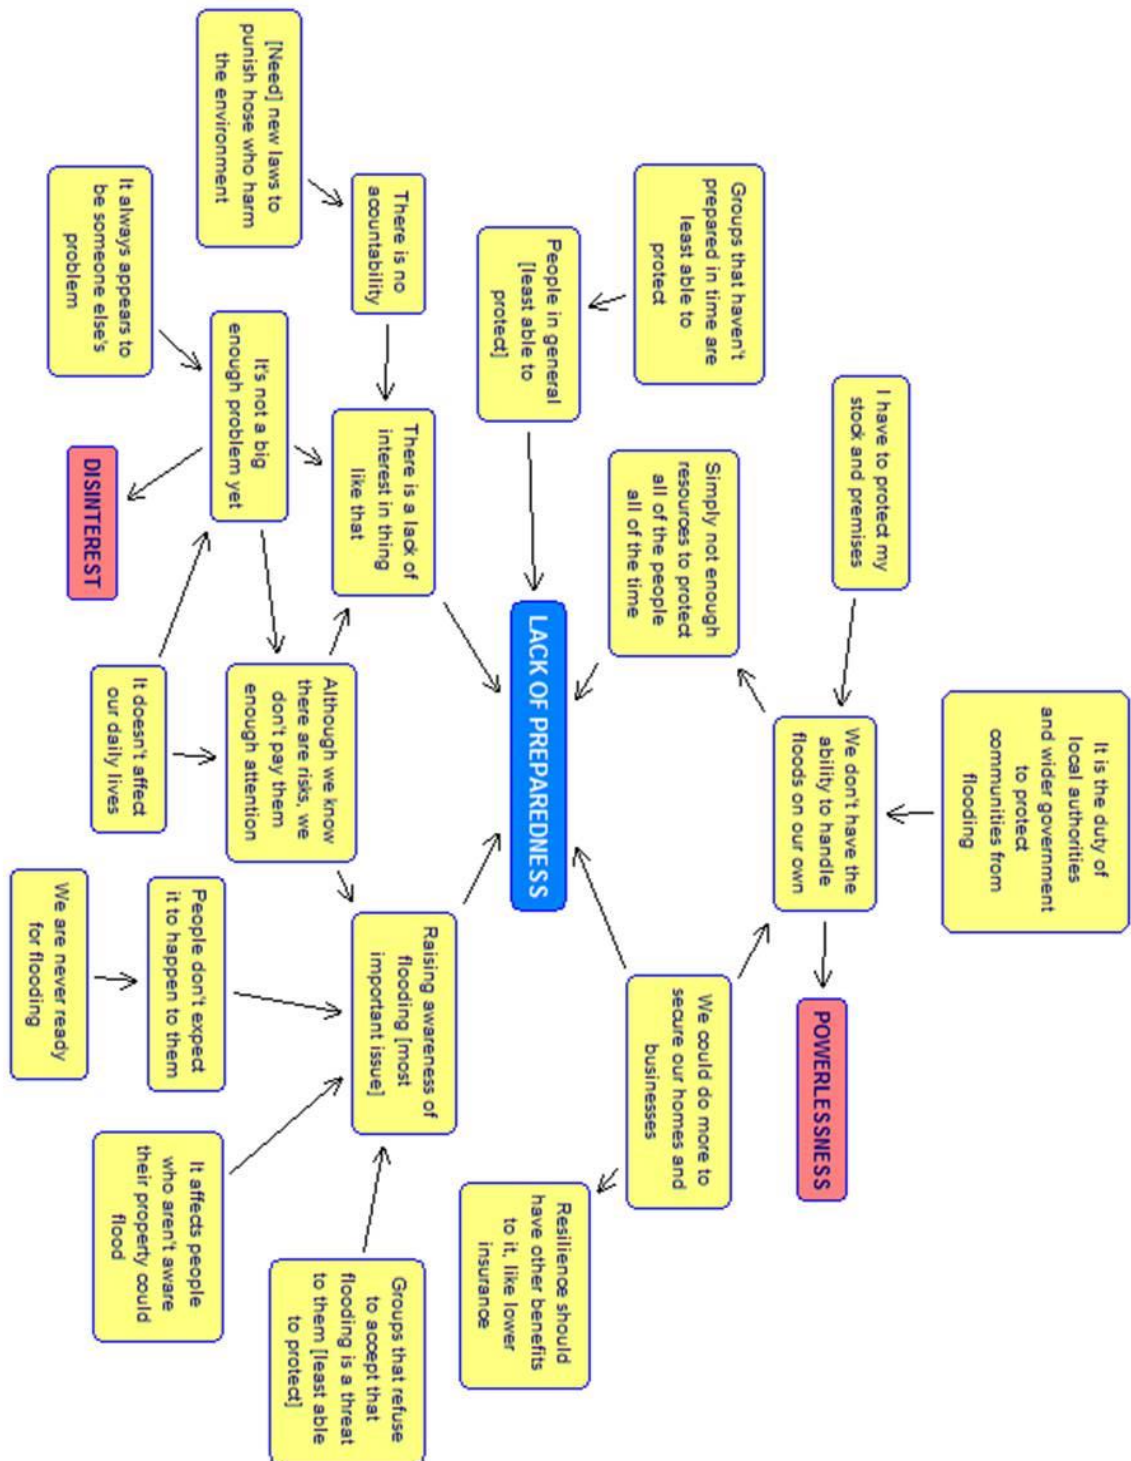 It is the duty of
local authorities
and wider government
to protect
communities from
flooding
I have to protect my
stock and premises
We don't have the
ability to handle
floods on our own
POWERLESSNESS
Groups that haven't
prepared in time are
least able to
protect
Simply not enough
resources to protect
all of the people
all of the time
We could do more to
secure our homes and
businesses
People in general
[least able to
protect]
LACK OF PREPAREDNESS
Resilience should
have other benefits
to it, like lower
insurance
There is no
acountability
There is a lack of
interest in thing
like that
Raising awareness of
flooding [most
important issue]
Groups that refuse
to accept that
flooding is a threat
to them [least able
to protect]
[Need] new laws to
punish hose who harm
the environment
It's not a big
enough problem yet
Although we know
there are risks, we
don't pay them
enough attention
People don't expect
it to happen to them
It affects people
who aren't aware
their property could
flood
It always appears to
be someone else's
problem
DISINTEREST
It doesn't affect
our daily lives
We are never ready
for flooding